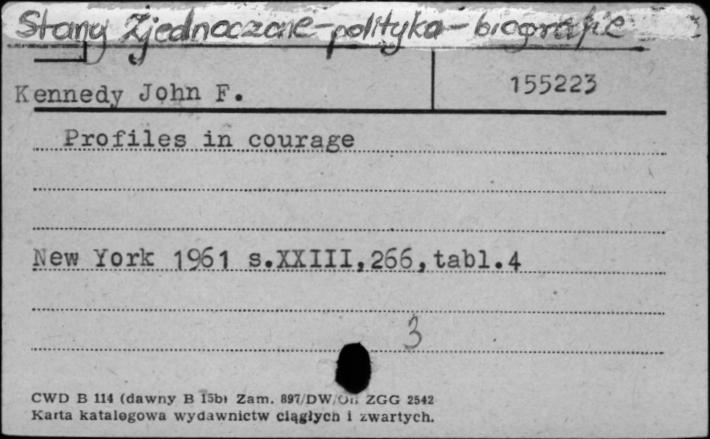 Stany Zjednoczone - polityka - biografie
Kennedy John F. 155223
Profiles in courage
New York 1961 s.XXIII,266,tabl.4
3
CWD B 114 (dawny B 15b) Zam. 897/DW/ ZGG 2542
Karta katalogowa wydawnictw ciągłych i zwartych.